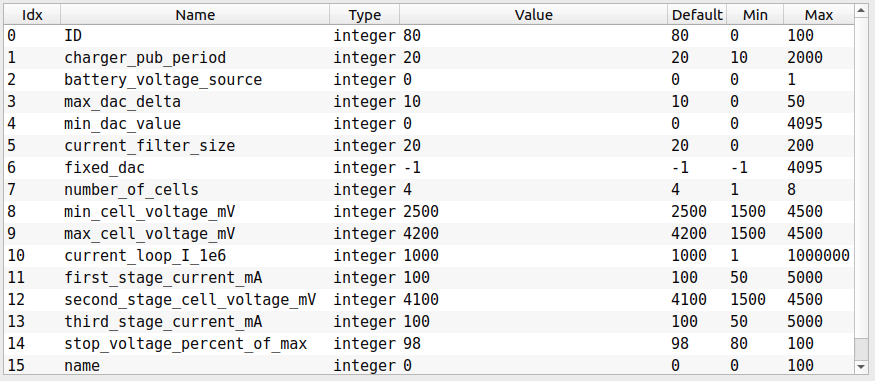 Idx Name Type Value Default Min Max
0 ID integer 80 80 0 100
1 charger_pub_period integer 20 20 10 2000
2 battery_voltage_source integer 0 0 0 1
3 max_dac_delta integer 10 10 0 50
4 min_dac_value integer 0 0 0 4095
5 current_filter_size integer 20 20 0 200
6 fixed_dac integer -1 -1 -1 4095
7 number_of_cells integer 4 4 1 8
8 min_cell_voltage_mV integer 2500 2500 1500 4500
9 max_cell_voltage_mV integer 4200 4200 1500 4500
10 current_loop_I_1e6 integer 1000 1000 1 1000000
11 first_stage_current_mA integer 100 100 50 5000
12 second_stage_cell_voltage_mV integer 4100 4100 1500 4500
13 third_stage_current_mA integer 100 100 50 5000
14 stop_voltage_percent_of_max integer 98 98 80 100
15 name integer 0 0 0 100